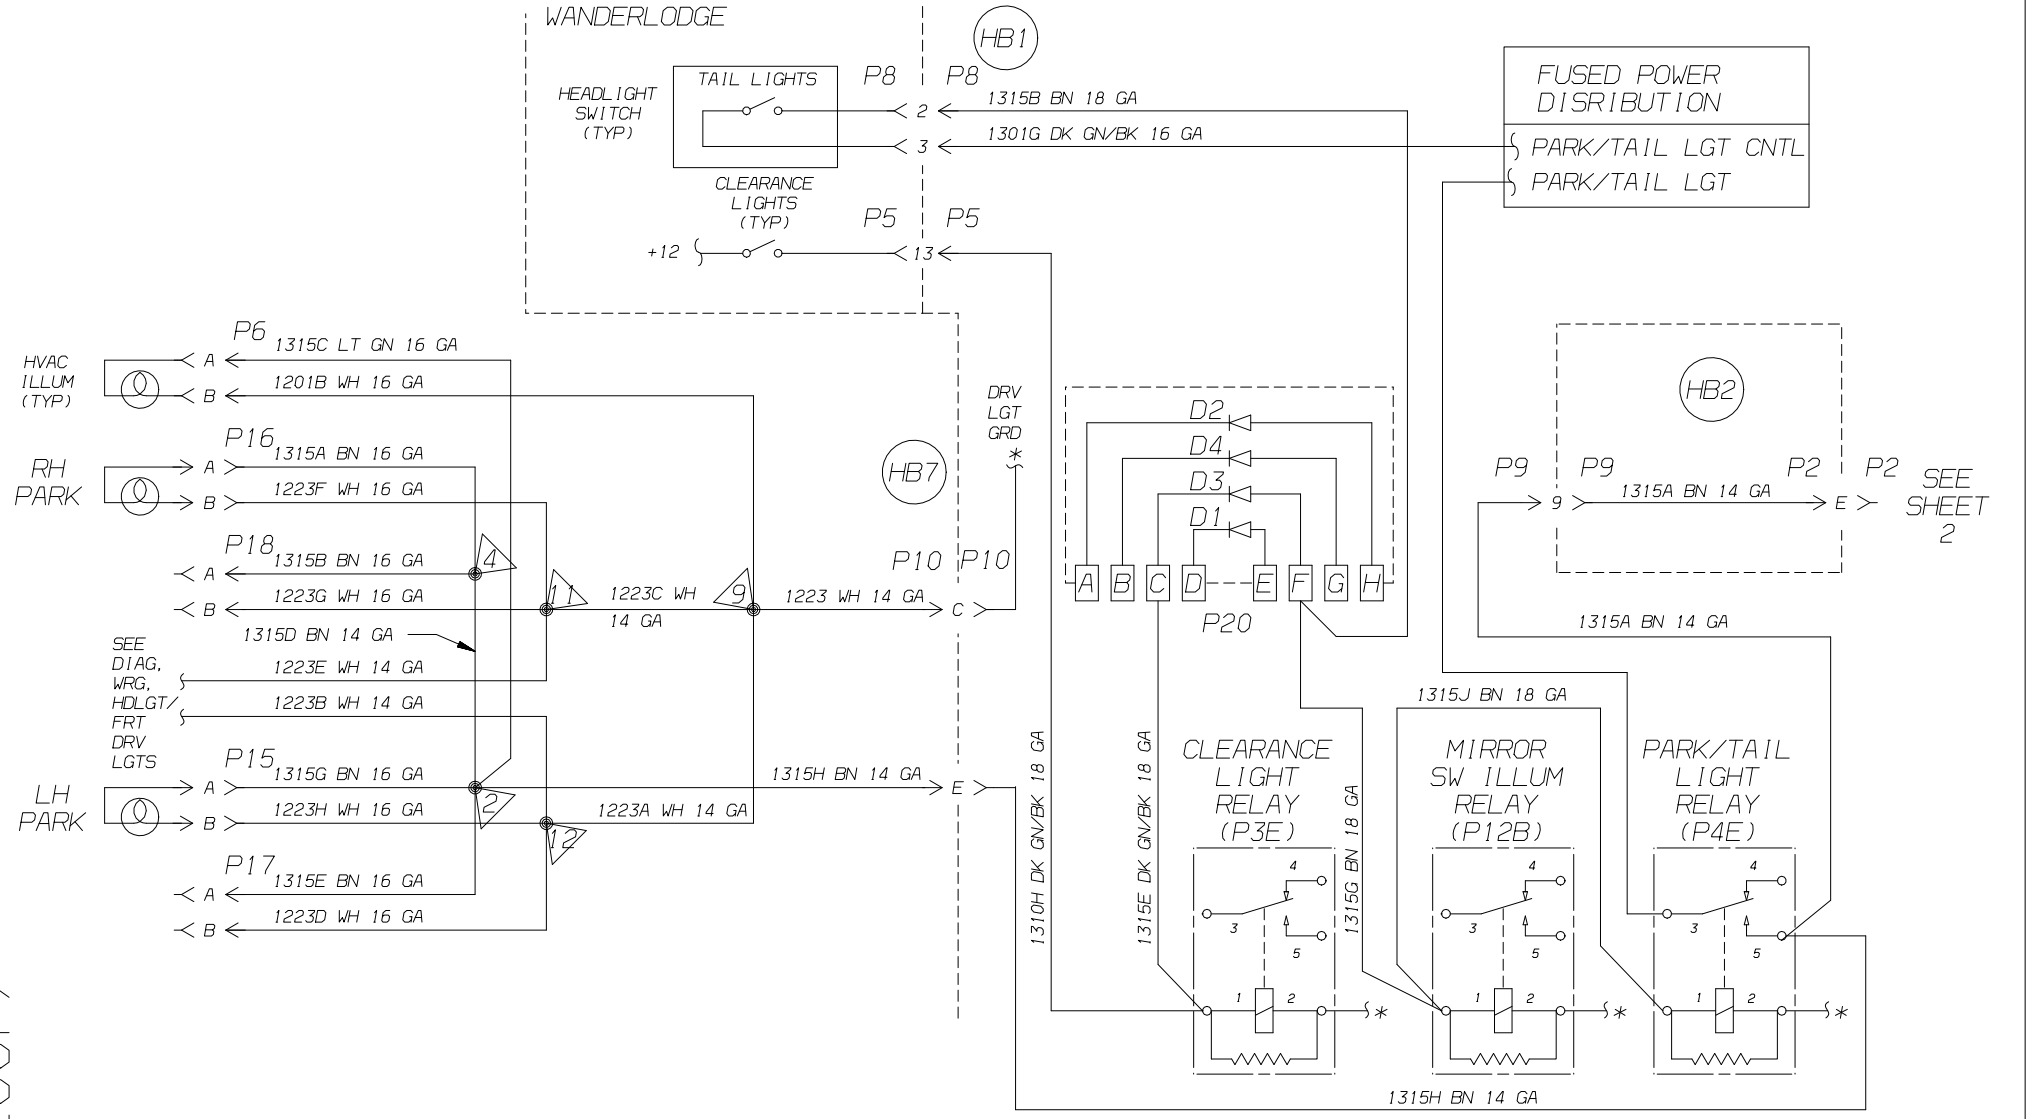 WANDERLODGE
HB1
HEADLIGHT
SWITCH
(TYP)
TAIL LIGHTS
P8
P8
2
1315B BN 18 GA
3
1301G DK GN/BK 16 GA
FUSED POWER
DISRIBUTION
PARK/TAIL LGT CNTL
PARK/TAIL LGT
CLEARANCE
LIGHTS
(TYP)
P5
P5
+12
13
HVAC
ILLUM
(TYP)
P6
A
1315C LT GN 16 GA
B
1201B WH 16 GA
RH
PARK
P16
A
1315A BN 16 GA
B
1223F WH 16 GA
P18
A
1315B BN 16 GA
4
B
1223G WH 16 GA
11
1223C WH
14 GA
9
1223 WH 14 GA
P10
P10
C
HB7
DRV
LGT
GRD
*
1315D BN 14 GA
SEE
DIAG,
WRG,
HDLGT/
FRT
DRV
LGTS
1223E WH 14 GA
1223B WH 14 GA
LH
PARK
P15
A
1315G BN 16 GA
2
1315H BN 14 GA
E
B
1223H WH 16 GA
12
1223A WH 14 GA
P17
A
1315E BN 16 GA
B
1223D WH 16 GA
D2
D4
D3
D1
A
B
C
D
E
F
G
H
P20
HB2
P9
P9
9
1315A BN 14 GA
P2
P2
E
SEE
SHEET
2
1315A BN 14 GA
1315J BN 18 GA
1310H DK GN/BK 18 GA
1315E DK GN/BK 18 GA
1315G BN 18 GA
CLEARANCE
LIGHT
RELAY
(P3E)
4
3
5
1
2
*
MIRROR
SW ILLUM
RELAY
(P12B)
4
3
5
1
2
*
PARK/TAIL
LIGHT
RELAY
(P4E)
4
3
5
1
2
*
1315H BN 14 GA